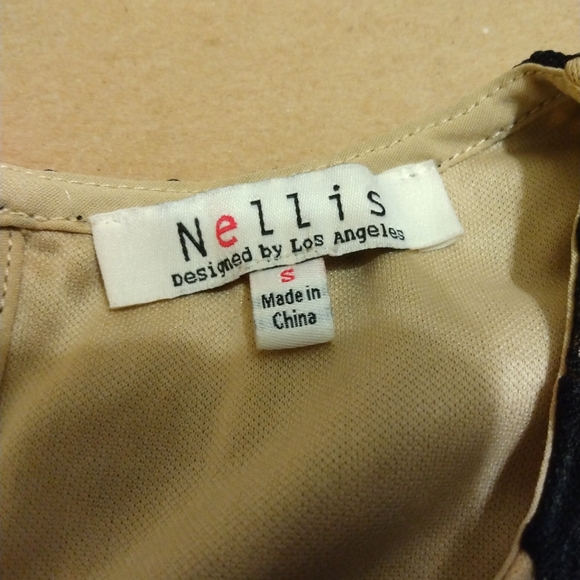 Nellis
Designed by Los Angeles
S
Made in
China